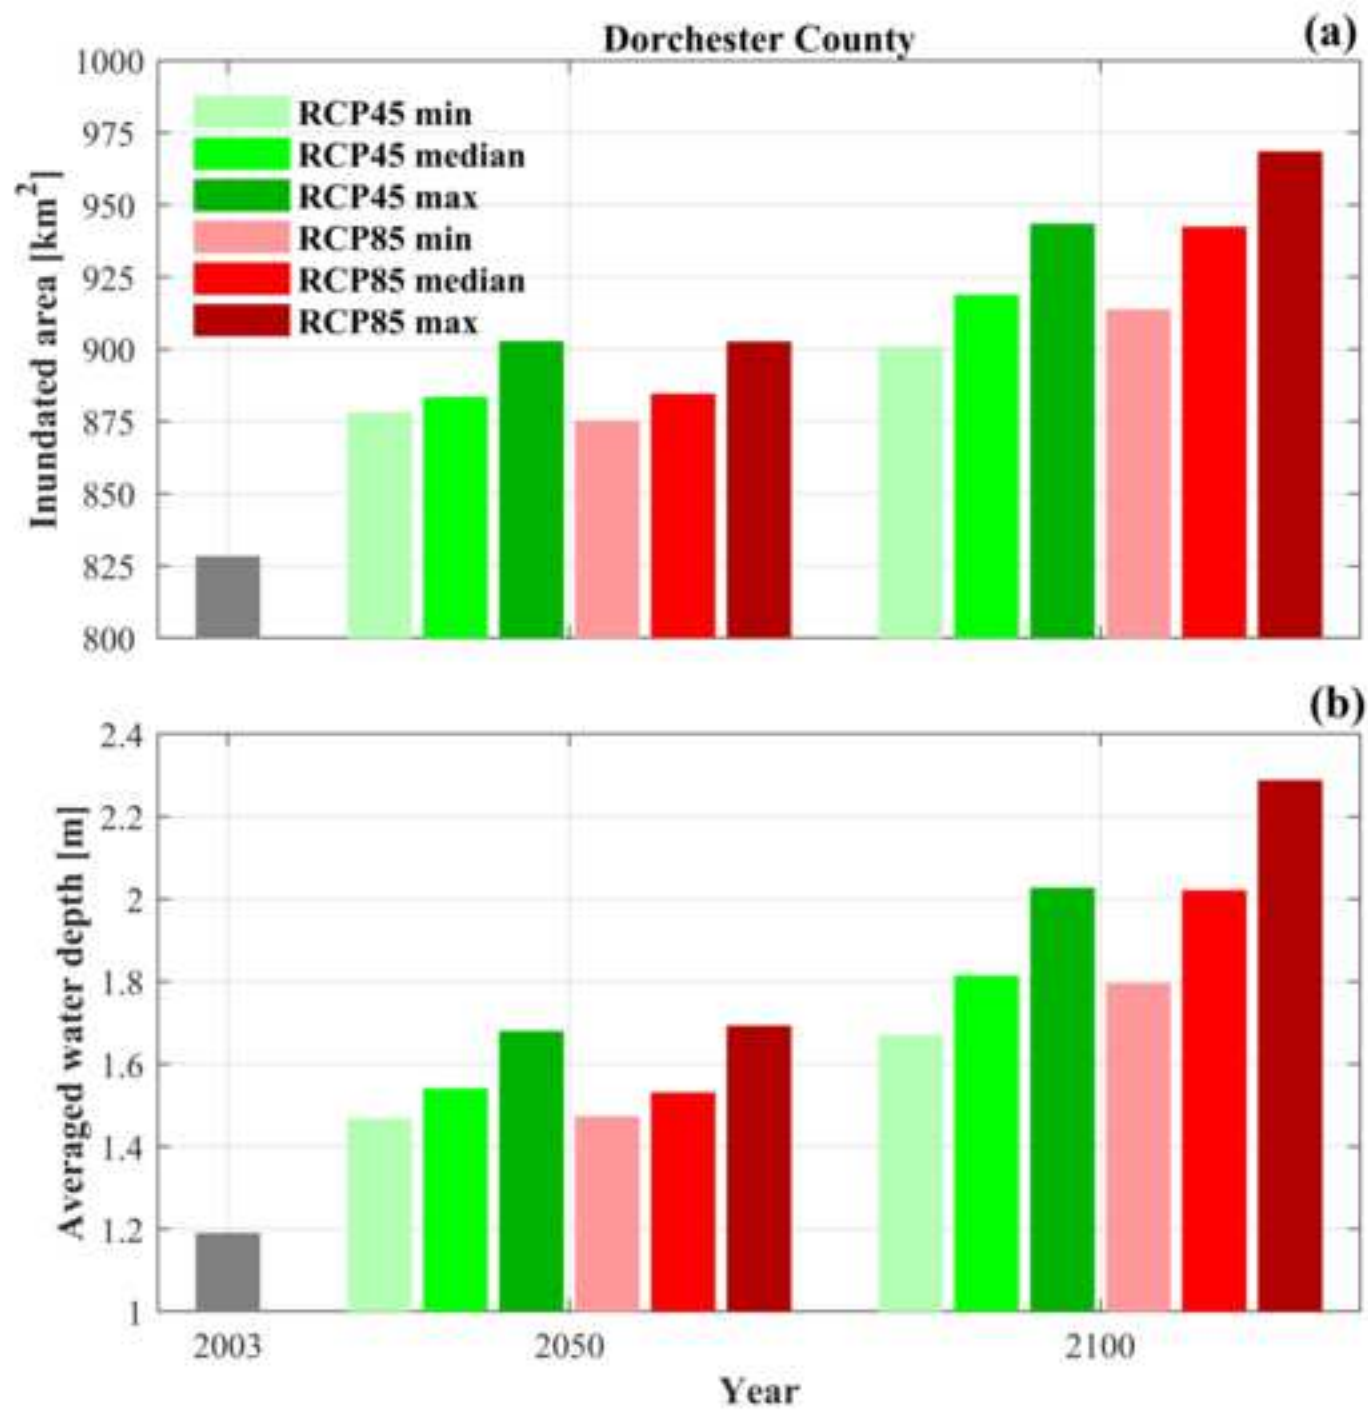 Dorchester County
(a)
1000
975
950
925
900
875
850
825
800
Inundated area [km²]
RCP45 min
RCP45 median
RCP45 max
RCP85 min
RCP85 median
RCP85 max
(b)
2.4
2.2
2
1.8
1.6
1.4
1.2
1
Averaged water depth [m]
2003 2050 2100
Year